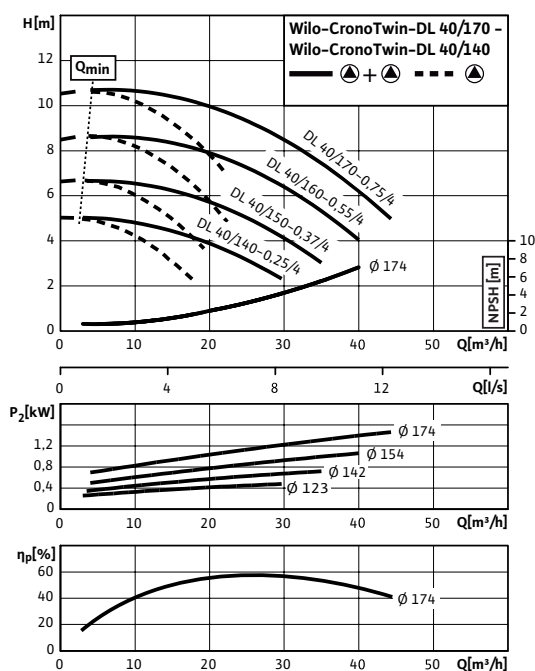 H[m]
Wilo-CronoTwin-DL 40/170 –
Wilo-CronoTwin-DL 40/140
+
Qmin
12
10
8
6
4
2
0
DL 40/170-0,75/4
DL 40/160-0,55/4
DL 40/150-0,37/4
DL 40/140-0,25/4
Ø 174
10
8
6
4
2
0
NPSH [m]
0 10 20 30 40 50 Q[m³/h]
0 4 8 12 Q[l/s]
P₂[kW]
1,2
0,8
0,4
0
Ø 174
Ø 154
Ø 142
Ø 123
0 10 20 30 40 50 Q[m³/h]
ηp[%]
60
40
20
0
Ø 174
0 10 20 30 40 50 Q[m³/h]